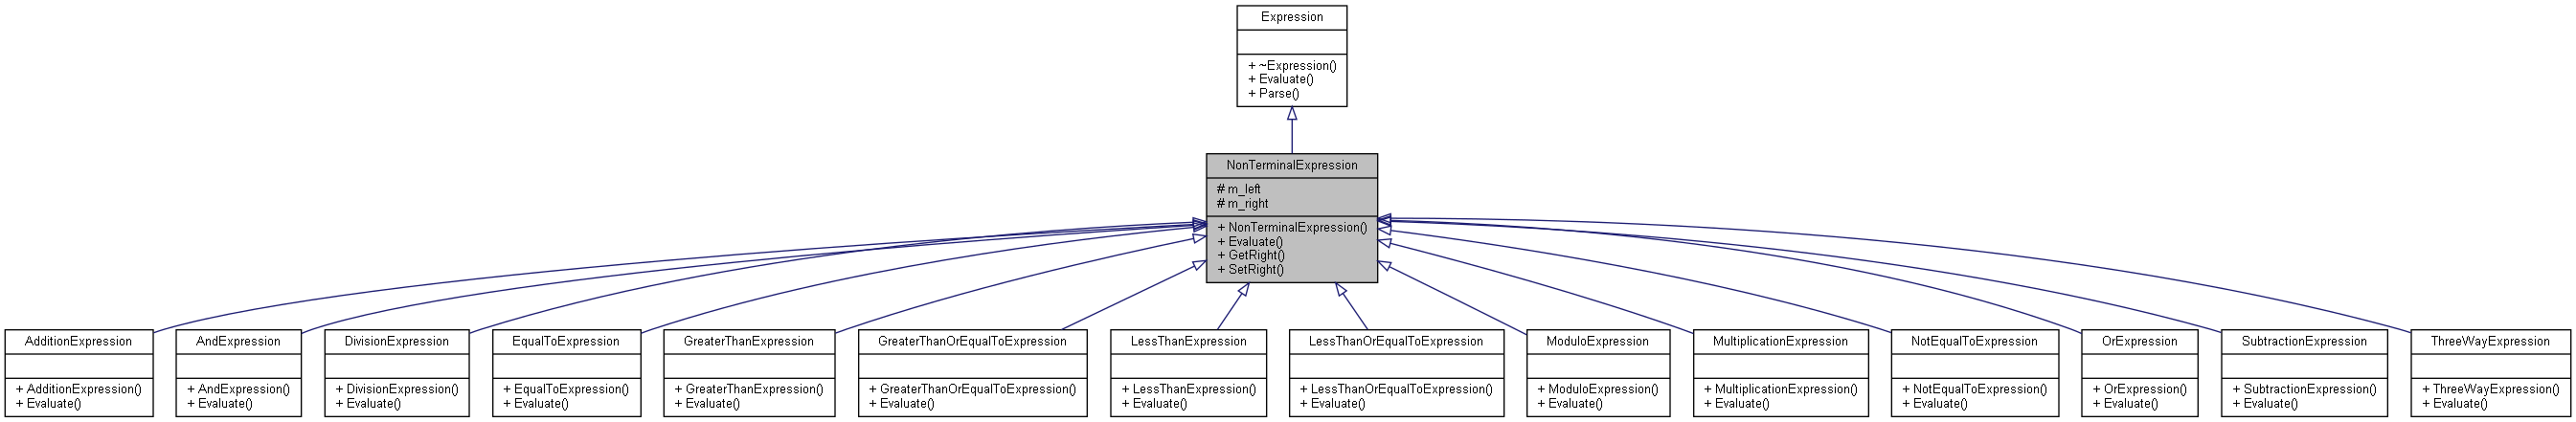 Expression
+ ~Expression()
+ Evaluate()
+ Parse()
NonTerminalExpression
# m_left
# m_right
+ NonTerminalExpression()
+ Evaluate()
+ GetRight()
+ SetRight()
AdditionExpression
+ AdditionExpression()
+ Evaluate()
AndExpression
+ AndExpression()
+ Evaluate()
DivisionExpression
+ DivisionExpression()
+ Evaluate()
EqualToExpression
+ EqualToExpression()
+ Evaluate()
GreaterThanExpression
+ GreaterThanExpression()
+ Evaluate()
GreaterThanOrEqualToExpression
+ GreaterThanOrEqualToExpression()
+ Evaluate()
LessThanExpression
+ LessThanExpression()
+ Evaluate()
LessThanOrEqualToExpression
+ LessThanOrEqualToExpression()
+ Evaluate()
ModuloExpression
+ ModuloExpression()
+ Evaluate()
MultiplicationExpression
+ MultiplicationExpression()
+ Evaluate()
NotEqualToExpression
+ NotEqualToExpression()
+ Evaluate()
OrExpression
+ OrExpression()
+ Evaluate()
SubtractionExpression
+ SubtractionExpression()
+ Evaluate()
ThreeWayExpression
+ ThreeWayExpression()
+ Evaluate()